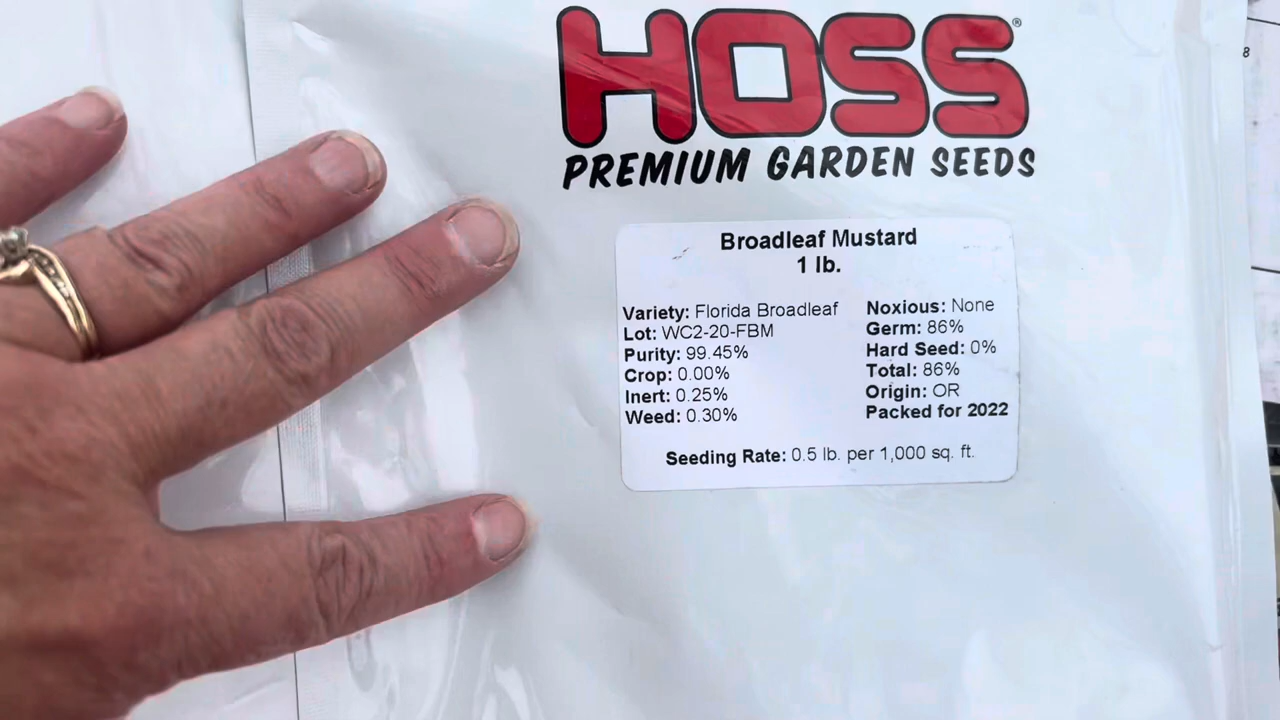 HOSS®
PREMIUM GARDEN SEEDS
8
Broadleaf Mustard
1 lb.
Variety: Florida Broadleaf
Lot: WC2-20-FBM
Purity: 99.45%
Crop: 0.00%
Inert: 0.25%
Weed: 0.30%
Noxious: None
Germ: 86%
Hard Seed: 0%
Total: 86%
Origin: OR
Packed for 2022
Seeding Rate: 0.5 lb. per 1,000 sq. ft.